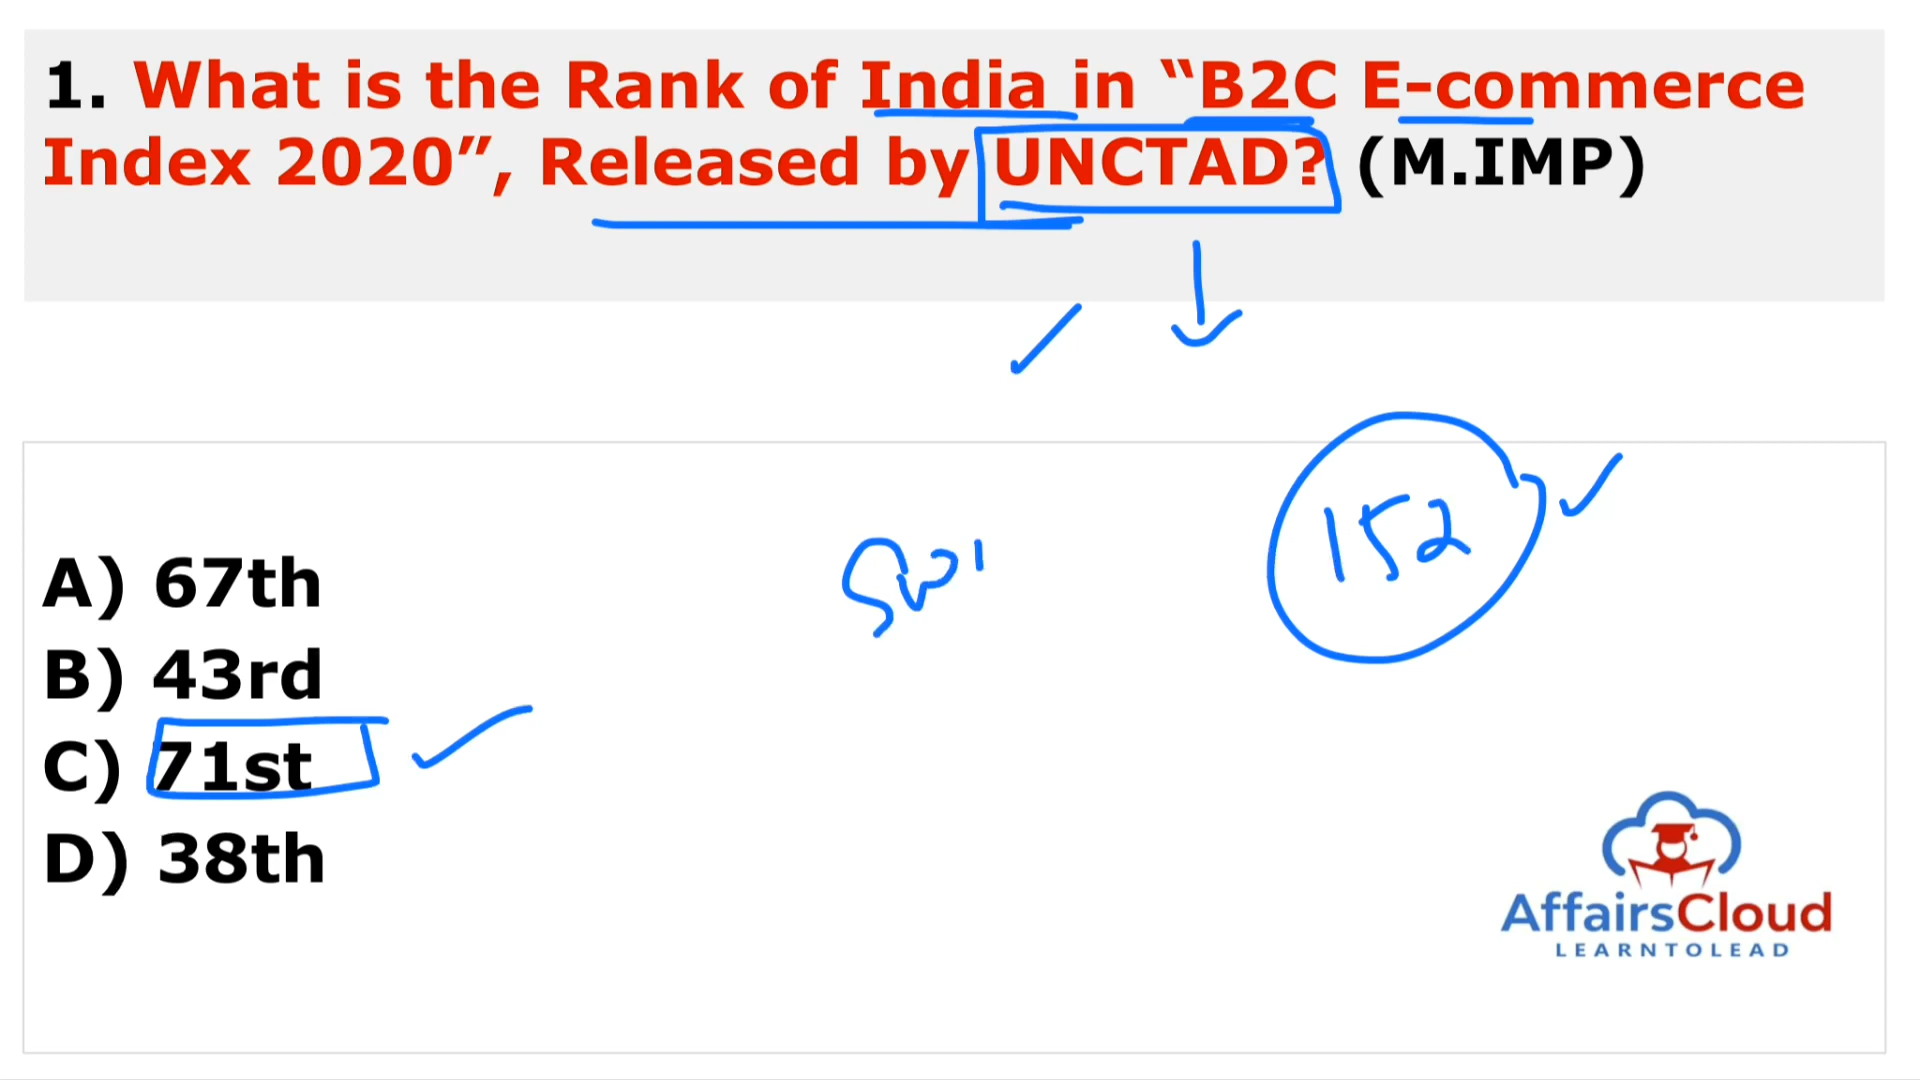 1. What is the Rank of India in “B2C E-commerce
Index 2020”, Released by UNCTAD? (M.IMP)
152
A) 67th
B) 43rd
C) 71st
D) 38th
AffairsCloud
LEARNTOLEAD